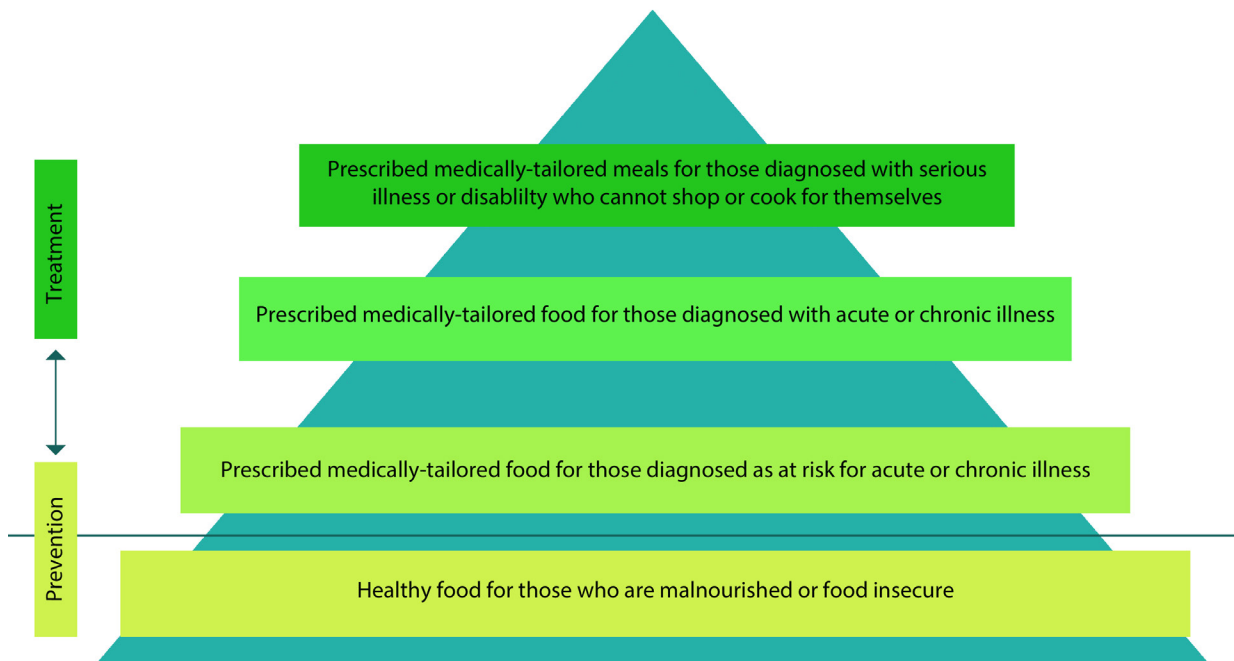 Prescribed medically-tailored meals for those diagnosed with serious
illness or disablilty who cannot shop or cook for themselves
Treatment
Prescribed medically-tailored food for those diagnosed with acute or chronic illness
Prescribed medically-tailored food for those diagnosed as at risk for acute or chronic illness
Prevention
Healthy food for those who are malnourished or food insecure